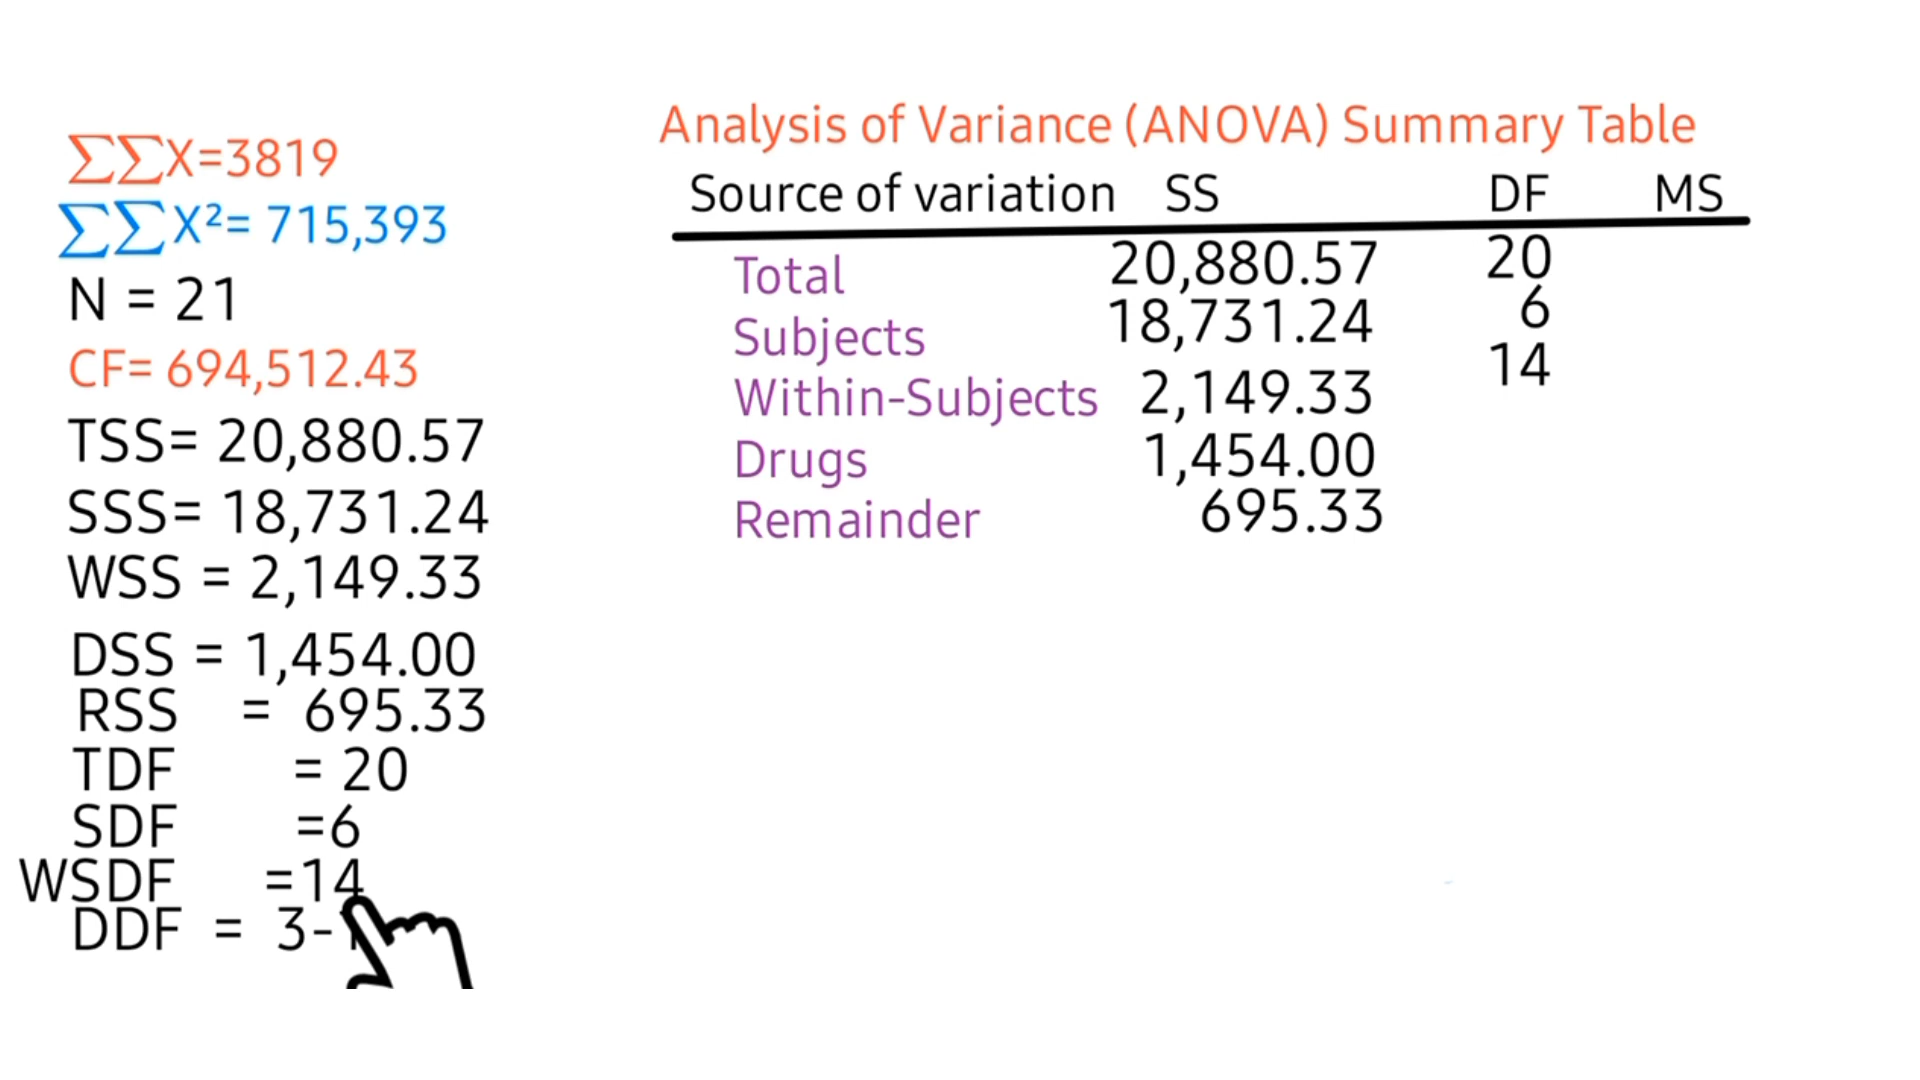 ∑∑X=3819
∑∑X²= 715,393
N = 21
CF= 694,512.43
TSS= 20,880.57
SSS= 18,731.24
WSS = 2,149.33
DSS = 1,454.00
RSS = 695.33
TDF = 20
SDF =6
WSDF =14
DDF = 3-1
Analysis of Variance (ANOVA) Summary Table
Source of variation SS DF MS
Total 20,880.57 20
Subjects 18,731.24 6
Within-Subjects 2,149.33 14
Drugs 1,454.00
Remainder 695.33